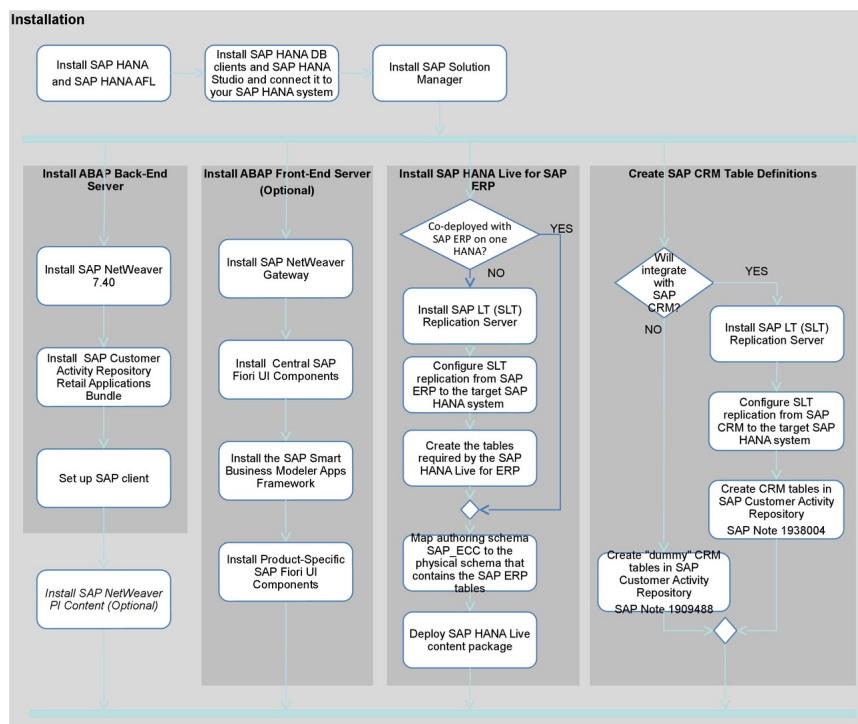 Installation
Install SAP HANA
and SAP HANA AFL
Install SAP HANA DB
clients and SAP HANA
Studio and connect it to
your SAP HANA system
Install SAP Solution
Manager
Install ABAP Back-End
Server
Install SAP NetWeaver
7.40
Install SAP Customer
Activity Repository
Retail Applications
Bundle
Set up SAP client
Install SAP NetWeaver
PI Content (Optional)
Install ABAP Front-End Server
(Optional)
Install SAP NetWeaver
Gateway
Install Central SAP
Fiori UI Components
Install the SAP Smart
Business Modeler Apps
Framework
Install Product-Specific
SAP Fiori UI
Components
Install SAP HANA Live for SAP
ERP
Co-deployed with
SAP ERP on one
HANA?
YES
NO
Install SAP LT (SLT)
Replication Server
Configure SLT
replication from SAP
ERP to the target SAP
HANA system
Create the tables
required by the SAP
HANA Live for ERP
Map authoring schema
SAP_ECC to the
physical schema that
contains the SAP ERP
tables
Deploy SAP HANA Live
content package
Create SAP CRM Table Definitions
Will
integrate
with
SAP
CRM?
YES
NO
Install SAP LT (SLT)
Replication Server
Configure SLT
replication from SAP
CRM to the target SAP
HANA system
Create CRM tables in
SAP Customer Activity
Repository
SAP Note 1938004
Create "dummy" CRM
tables in SAP
Customer Activity
Repository
SAP Note 1909488